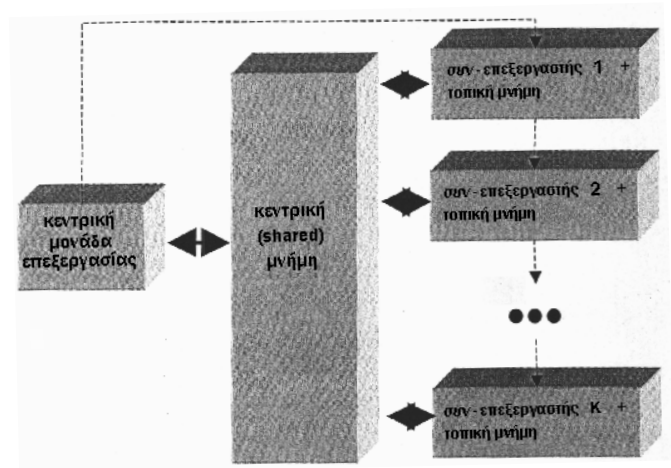 συν-επεξεργαστής 1 +
τοπική μνήμη
συν-επεξεργαστής 2 +
τοπική μνήμη
κεντρική
μονάδα
επεξεργασίας
κεντρική
(shared)
μνήμη
συν-επεξεργαστής Κ +
τοπική μνήμη